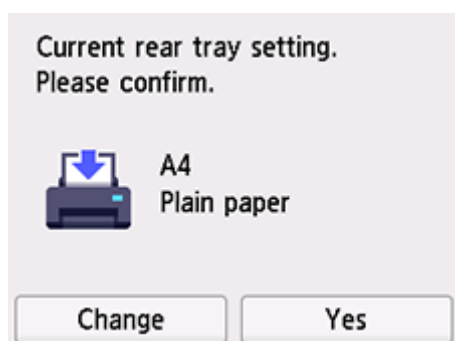 Current rear tray setting.
Please confirm.
A4
Plain paper
Change
Yes